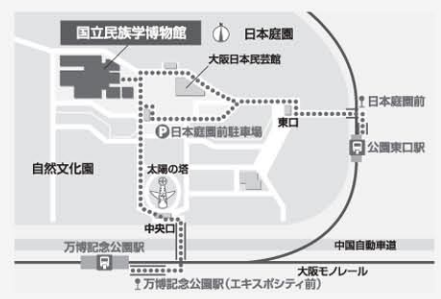 国立民族学博物館
日本庭園
大阪日本民芸館
日本庭園前
東口
P日本庭園前駐車場
公園東口駅
自然文化園
太陽の塔
中央口
万博記念公園駅
中国自動車道
大阪モノレール
万博記念公園駅(エキスポシティ前)